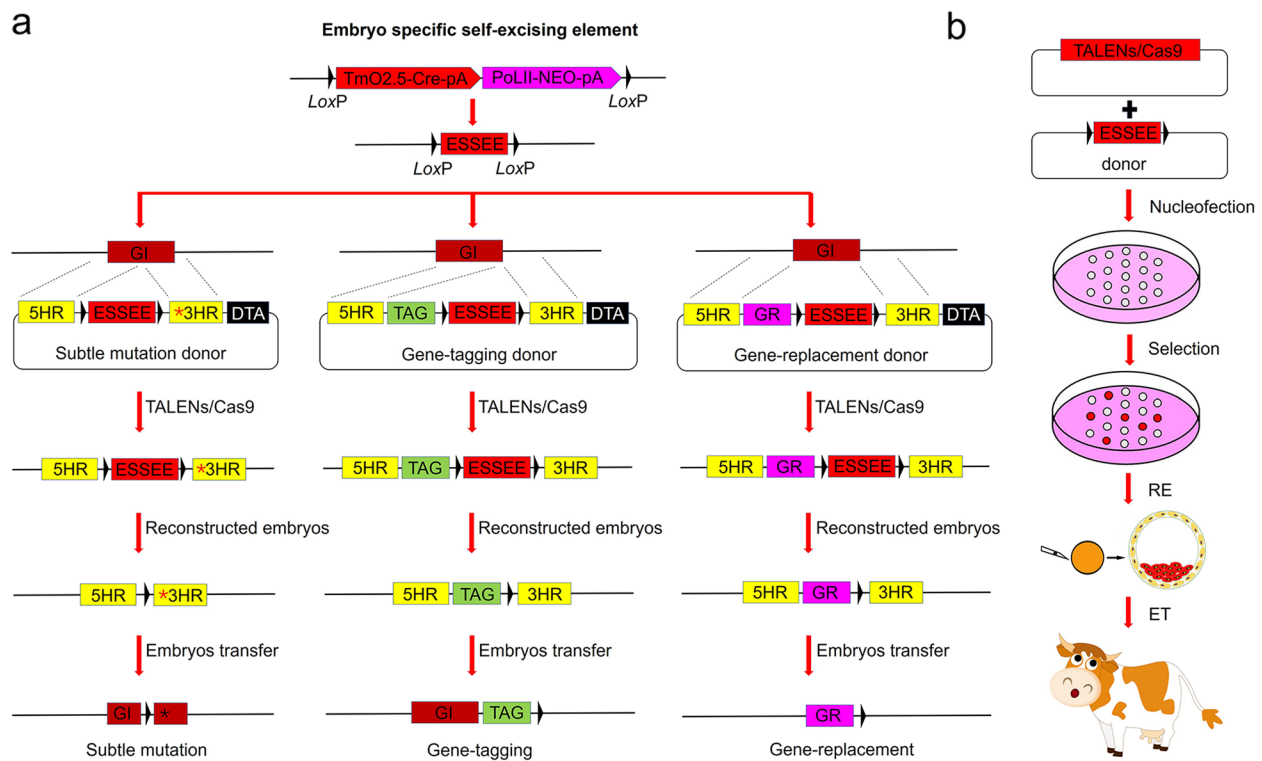 a
Embryo specific self-excising element
TmO2.5-Cre-pA PoLII-NEO-pA
LoxP LoxP
ESSEE
LoxP LoxP
GI GI GI
5HR ESSEE *3HR DTA
Subtle mutation donor
5HR TAG ESSEE 3HR DTA
Gene-tagging donor
5HR GR ESSEE 3HR DTA
Gene-replacement donor
TALENs/Cas9 TALENs/Cas9 TALENs/Cas9
5HR ESSEE *3HR
5HR TAG ESSEE 3HR
5HR GR ESSEE 3HR
Reconstructed embryos Reconstructed embryos Reconstructed embryos
5HR *3HR
5HR TAG 3HR
5HR GR 3HR
Embryos transfer Embryos transfer Embryos transfer
GI *
GI TAG
GR
Subtle mutation Gene-tagging Gene-replacement
b
TALENs/Cas9
+
ESSEE
donor
Nucleofection
Selection
RE
ET